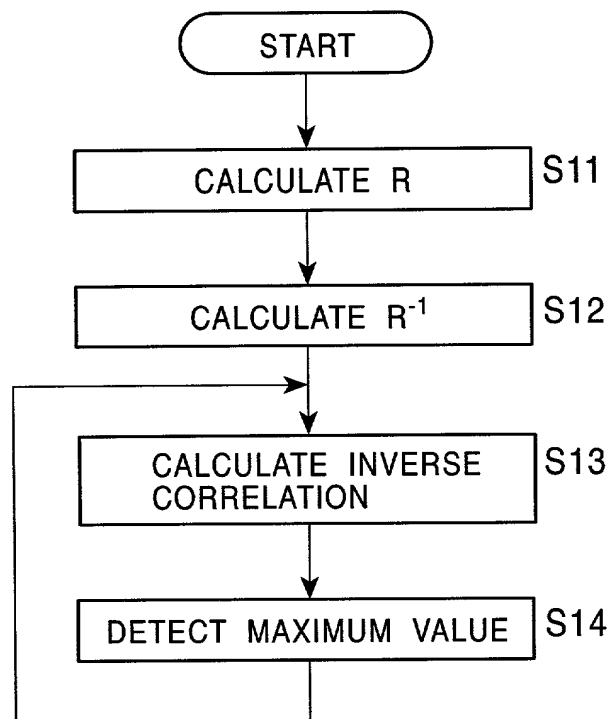 START
CALCULATE R S11
CALCULATE R⁻¹ S12
CALCULATE INVERSE
CORRELATION S13
DETECT MAXIMUM VALUE S14